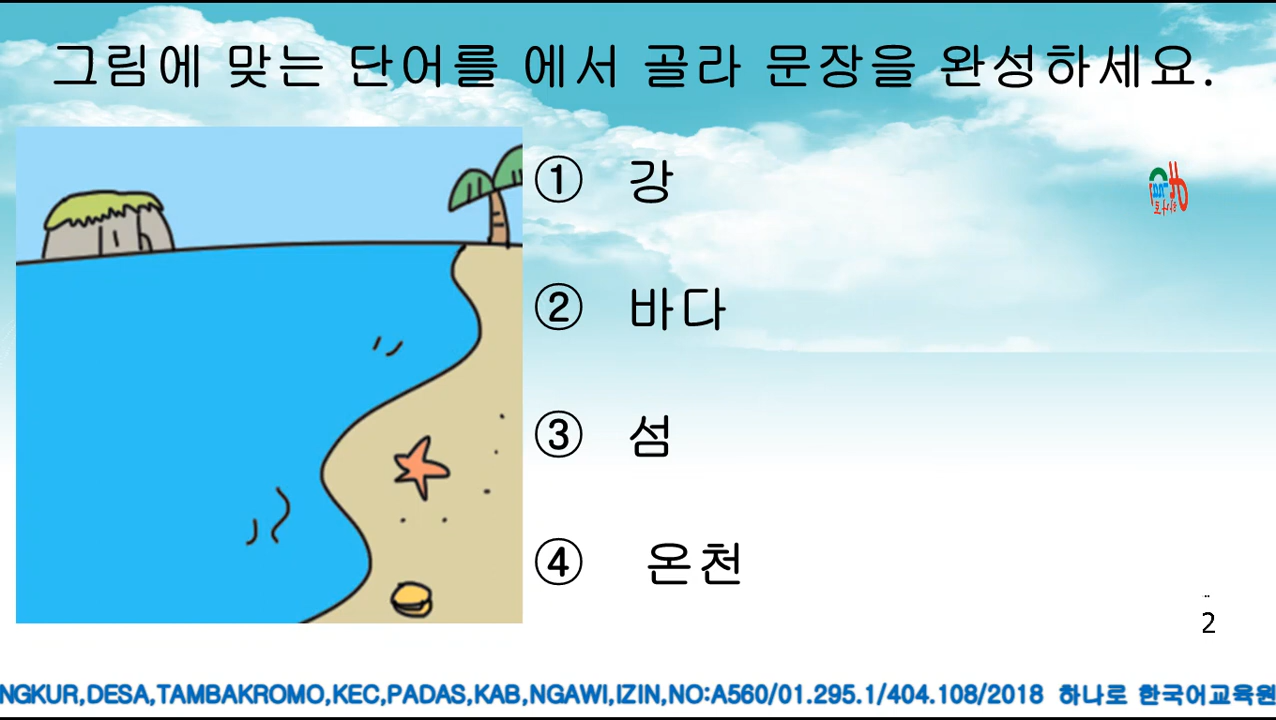 그림에 맞는 단어를 에서 골라 문장을 완성하세요.
① 강
② 바다
③ 섬
④ 온천
2
NGKUR,DESA,TAMBAKROMO,KEC,PADAS,KAB,NGAWI,IZIN,NO:A560/01.295.1/404.108/2018 하나로 한국어교육원